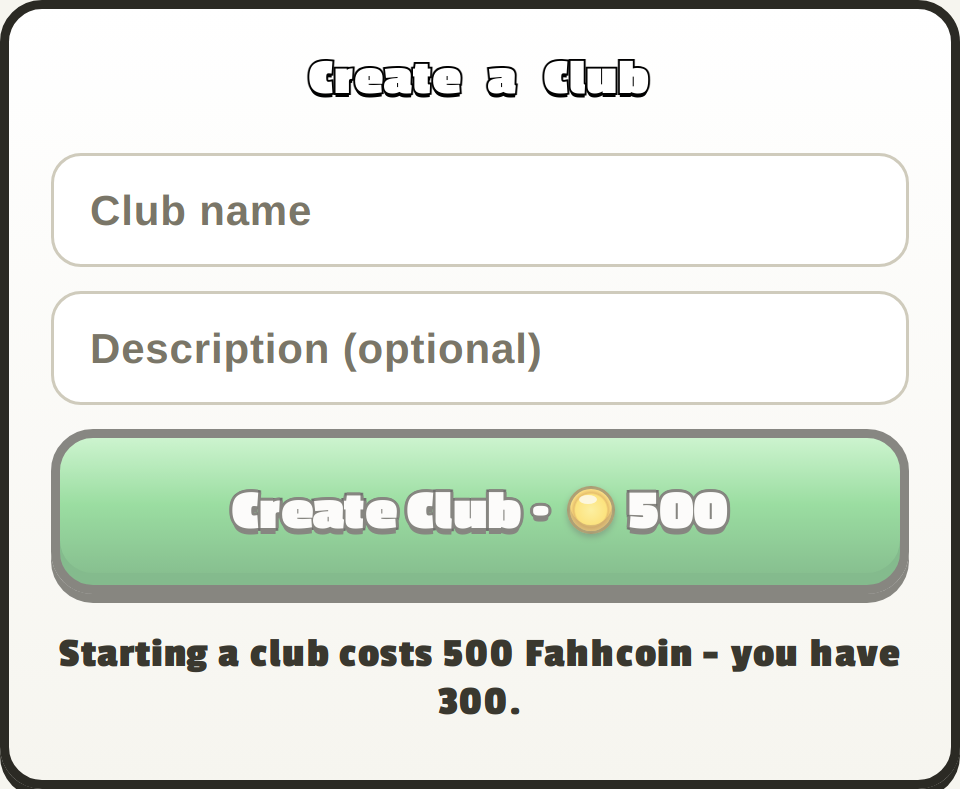 Create a Club
Club name
Description (optional)
Create Club - 500
Starting a club costs 500 Fahhcoin - you have
300.